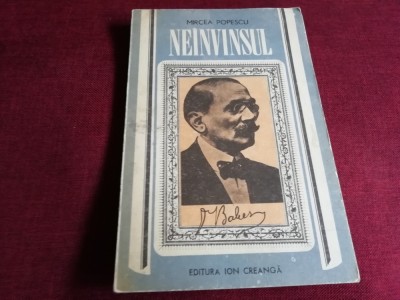 MIRCEA POPESCU
NEINVINSUL
V. Babeș
EDITURA ION CREANGĂ